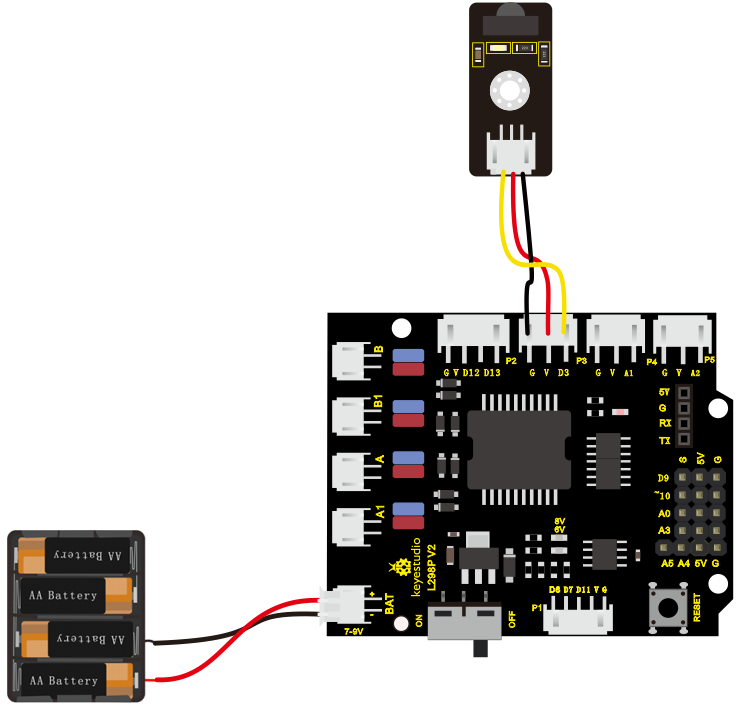 P2
P3
P4
P5
G V D12 D13
G V D3
G V A1
G V A2
B
B1
A
A1
5V
G
RX
TX
S 5V G
D9
~10
A0
A3
A5 A4 5V G
6V
6V
keyestudio
L298P V2
+
BAT
-
7-9V
ON
OFF
P1
D8 D7 D11 V G
RESET
AA Battery
AA Battery
AA Battery
AA Battery